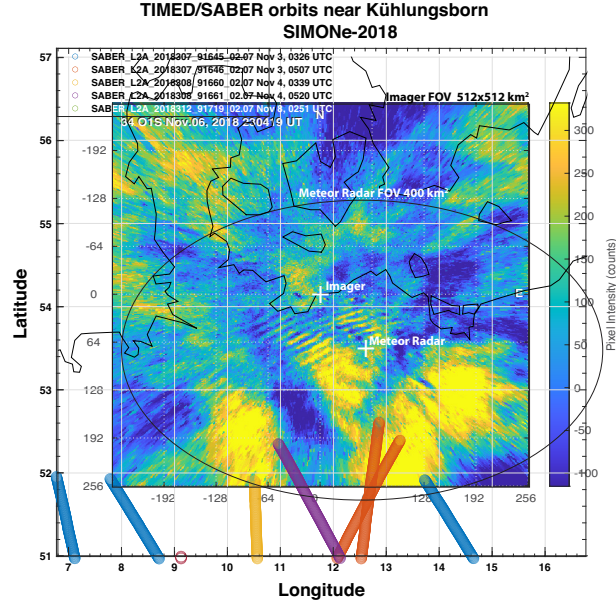 TIMED/SABER orbits near Kühlungsborn
SIMONe-2018
SABER_L2A_2018307_91645_02.07 Nov 3, 0326 UTC
SABER_L2A_2018307_91646_02.07 Nov 3, 0507 UTC
SABER_L2A_2018308_91660_02.07 Nov 4, 0339 UTC
SABER_L2A_2018308_91661_02.07 Nov 4, 0520 UTC
SABER_L2A_2018312_91719_02.07 Nov 8, 0251 UTC
Imager FOV 512x512 km²
O1S Nov.06, 2018 230419 UT
N
Meteor Radar FOV 400 km²
Imager
E
Meteor Radar
57
56
55
54
53
52
51
Latitude
-192
-128
-64
0
64
128
192
256
-192
-128
-64
128
192
256
7
8
9
10
11
12
13
14
15
16
Longitude
300
250
200
150
100
50
0
-50
-100
Pixel Intensity (counts)